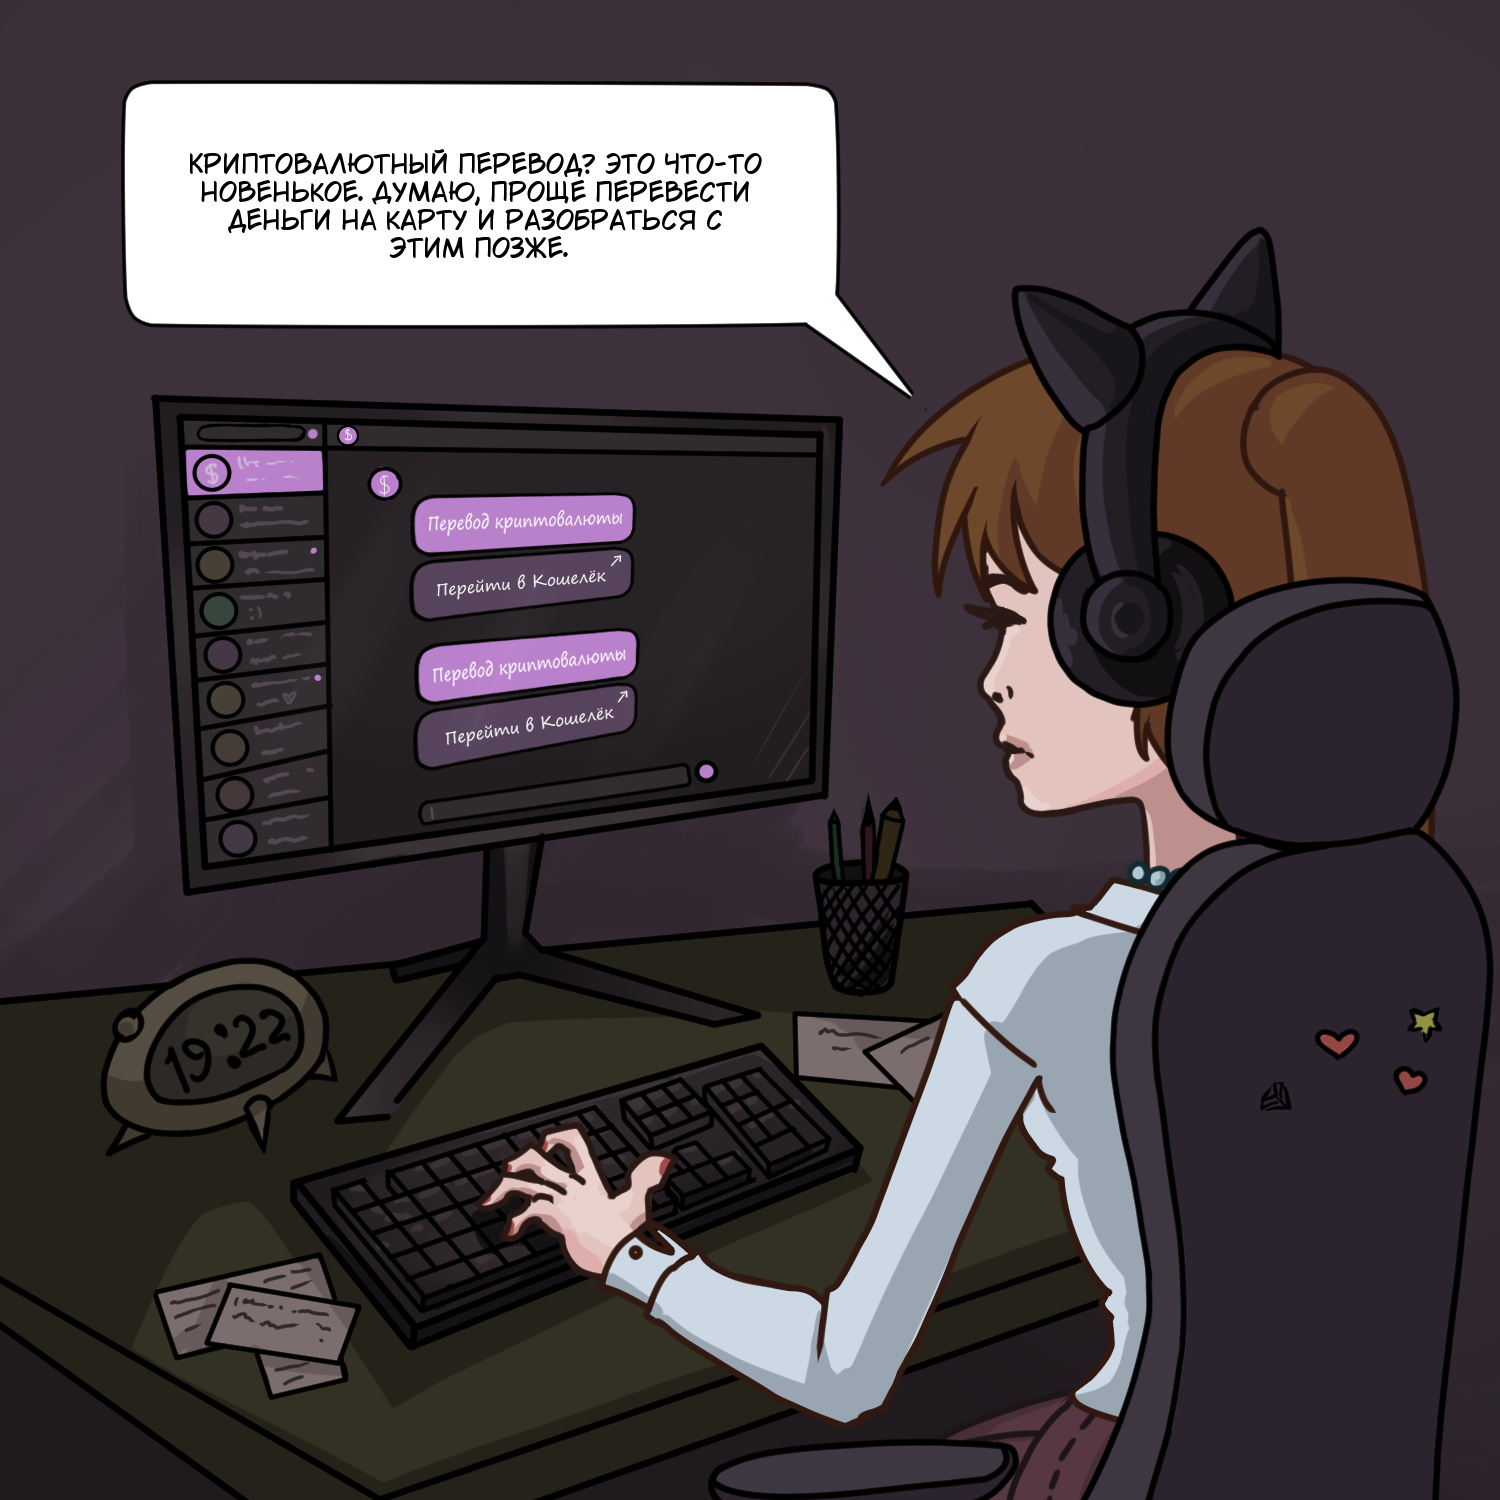 КРИПТОВАЛЮТНЫЙ ПЕРЕВОД? ЭТО ЧТО-ТО
НОВЕНЬКОЕ. ДУМАЮ, ПРОЩЕ ПЕРЕВЕСТИ
ДЕНЬГИ НА КАРТУ И РАЗОБРАТЬСЯ С
ЭТИМ ПОЗЖЕ.
$
$
$
Перевод криптовалюты
Перейти в Кошелёк
Перевод криптовалюты
Перейти в Кошелёк
:)
19:22